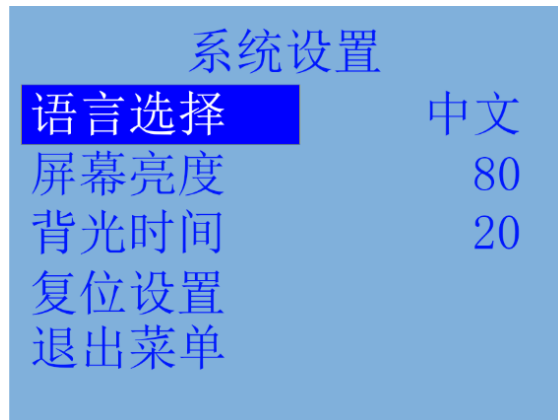 系统设置
语言选择 中文
屏幕亮度 80
背光时间 20
复位设置
退出菜单